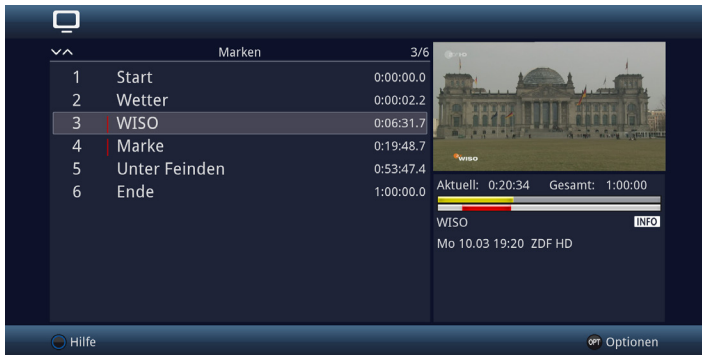 Marken 3/6
1 Start 0:00:00.0
2 Wetter 0:00:02.2
3 WISO 0:06:31.7
4 Marke 0:19:48.7
5 Unter Feinden 0:53:47.4
6 Ende 1:00:00.0
WISO
Aktuell: 0:20:34 Gesamt: 1:00:00
WISO INFO
Mo 10.03 19:20 ZDF HD
Hilfe OPT Optionen